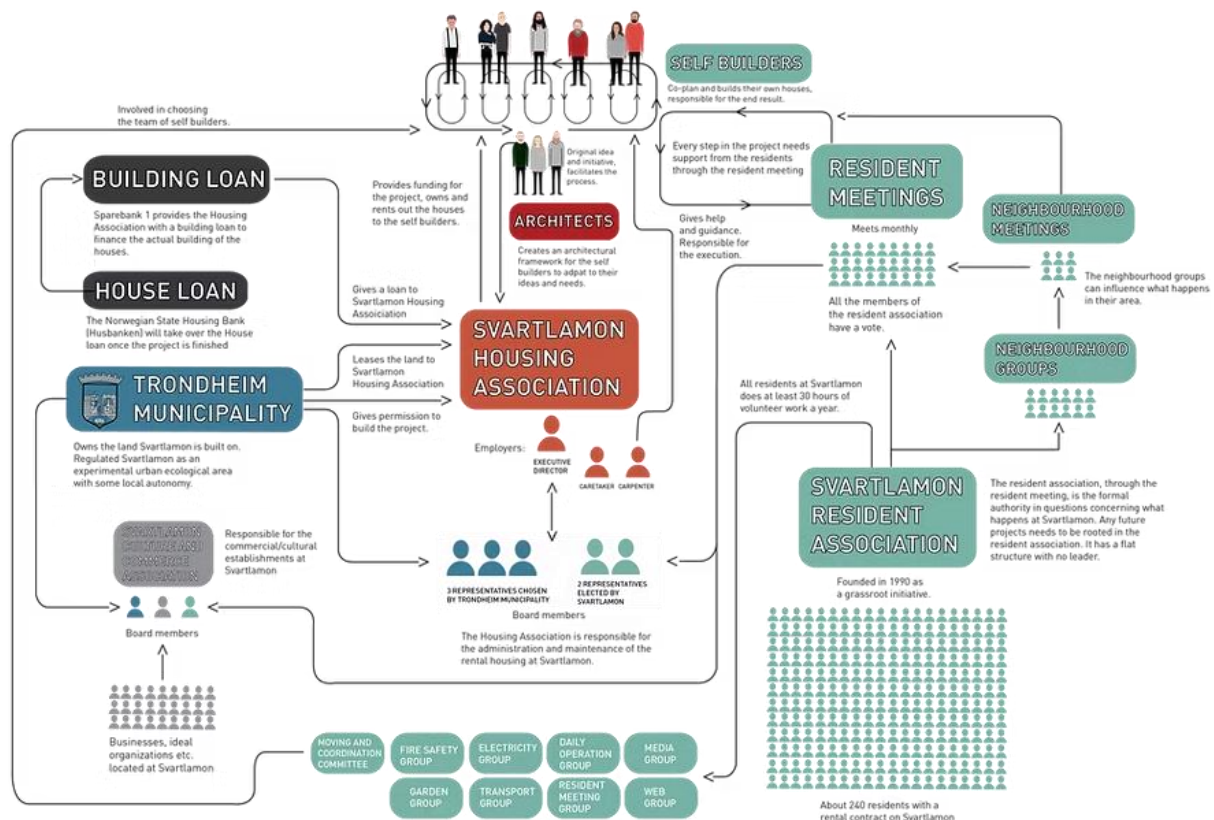 SELF BUILDERS
Co-plan and builds their own houses,
responsible for the end result.
Involved in choosing
the team of self builders.
BUILDING LOAN
Sparebank 1 provides the Housing
Association with a building loan to
finance the actual building of the
houses.
HOUSE LOAN
The Norwegian State Housing Bank
(Husbanken) will take over the House
loan once the project is finished
TRONDHEIM
MUNICIPALITY
Owns the land Svartlamon is built on.
Regulated Svartlamon as an
experimental urban ecological area
with some local autonomy.
Provides funding for
the project, owns and
rents out the houses
to the self builders.
Original idea
and initiative,
facilitates the
process.
ARCHITECTS
Creates an architectural
framework for the self
builders to adpat to their
ideas and needs.
Every step in the project needs
support from the residents
through the resident meeting
Gives help
and guidance.
Responsible for
the execution.
RESIDENT
MEETINGS
Meets monthly
All the members of
the resident association
have a vote.
NEIGHBOURHOOD
MEETINGS
The neighbourhood groups
can influence what happens
in their area.
NEIGHBOURHOOD
GROUPS
Gives a loan to
Svartlamon Housing
Assoiciation
Leases the land to
Svartlamon
Housing Association
Gives permission to
build the project.
SVARTLAMON
HOUSING
ASSOCIATION
Employers:
EXECUTIVE
DIRECTOR
CARETAKER
CARPENTER
All residents at Svartlamon
does at least 30 hours of
volunteer work a year.
SVARTLAMON
RESIDENT
ASSOCIATION
The resident association, through the
resident meeting, is the formal
authority in questions concerning what
happens at Svartlamon. Any future
projects needs to be rooted in the
resident association. It has a flat
structure with no leader.
Founded in 1990 as
a grassroot initiative.
SVARTLAMON
CULTURE AND
COMMERCE
ASSOCIATION
Responsible for the
commercial/cultural
establishments at
Svartlamon
Board members
3 REPRESENTATIVES CHOSEN
BY TRONDHEIM MUNICIPALITY
2 REPRESENTATIVES
ELECTED BY
SVARTLAMON
Board members
The Housing Association is responsible for
the administration and maintenance of the
rental housing at Svartlamon.
Businesses, ideal
organizations etc.
located at Svartlamon
MOVING AND
COORDINATION
COMMITTEE
FIRE SAFETY
GROUP
ELECTRICITY
GROUP
DAILY
OPERATION
GROUP
MEDIA
GROUP
GARDEN
GROUP
TRANSPORT
GROUP
RESIDENT
MEETING
GROUP
WEB
GROUP
About 240 residents with a
rental contract on Svartlamon